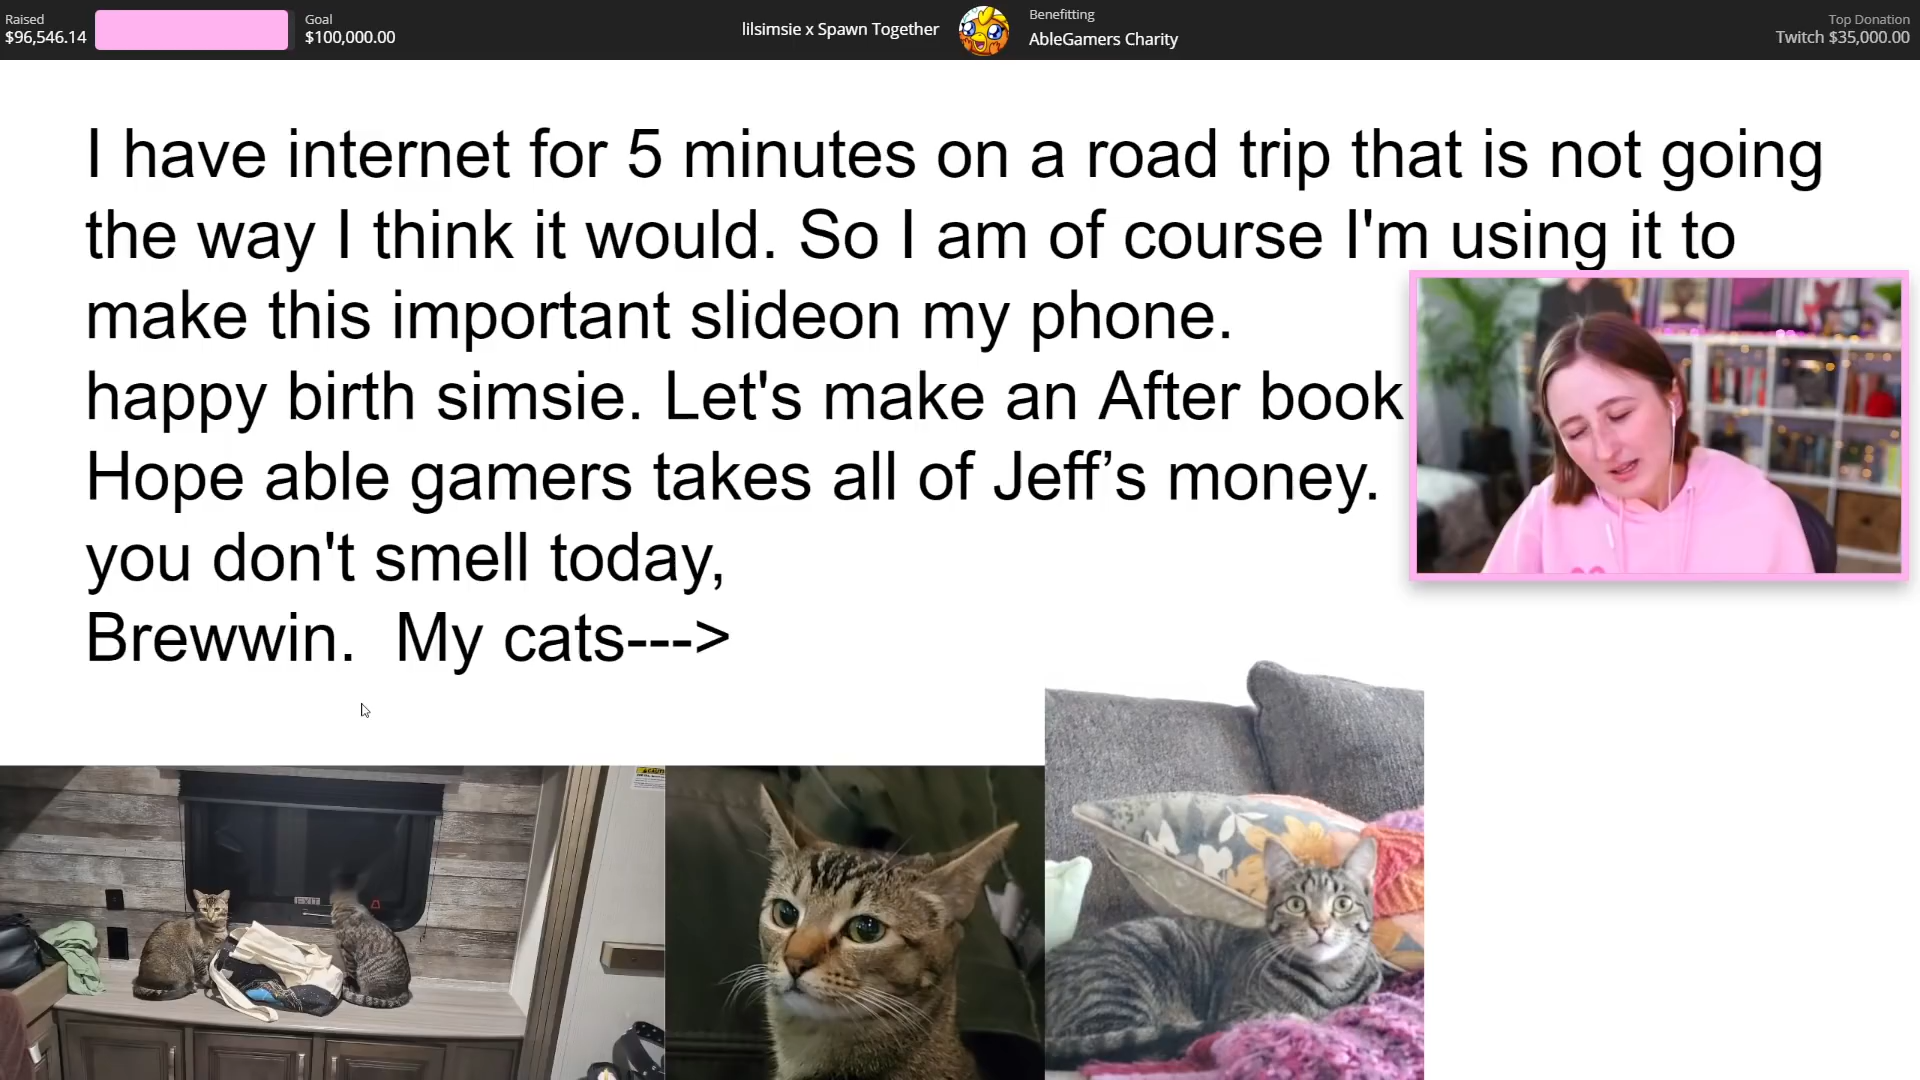 Raised
$96,546.14
Goal
$100,000.00
lilsimsie x Spawn Together
Benefitting
AbleGamers Charity
Top Donation
Twitch $35,000.00
I have internet for 5 minutes on a road trip that is not going
the way I think it would. So I am of course I'm using it to
make this important slideon my phone.
happy birth simsie. Let's make an After book
Hope able gamers takes all of Jeff’s money.
you don't smell today,
Brewwin.  My cats--->
EXIT